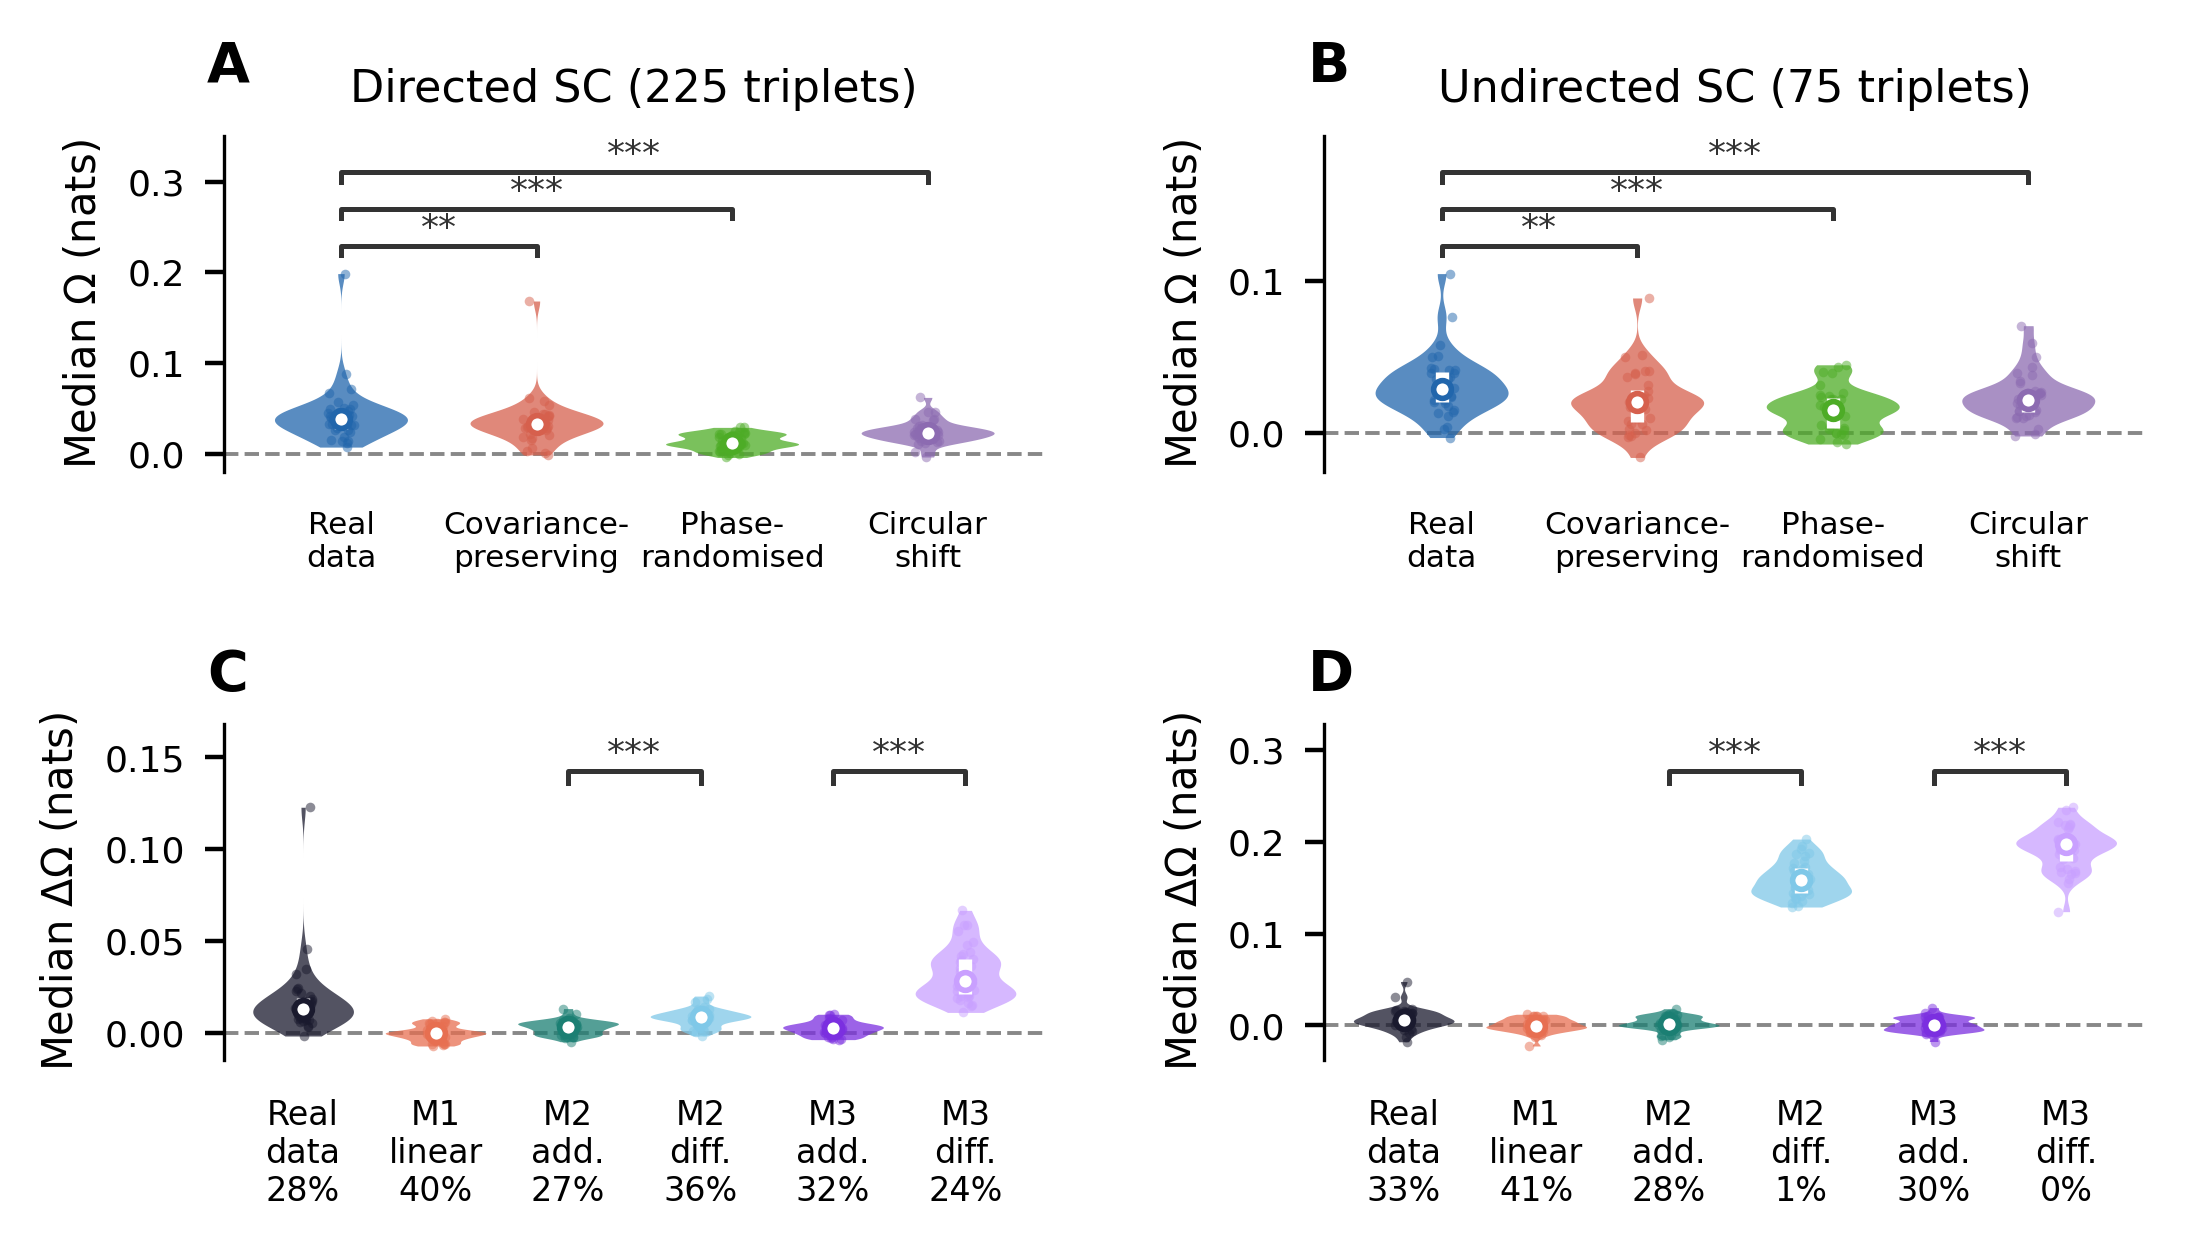 A
Directed SC (225 triplets)
Median Ω (nats)
0.3
0.2
0.1
0.0
***
***
**
Real
data
Covariance-
preserving
Phase-
randomised
Circular
shift
B
Undirected SC (75 triplets)
Median Ω (nats)
0.1
0.0
***
***
**
Real
data
Covariance-
preserving
Phase-
randomised
Circular
shift
C
Median ΔΩ (nats)
0.15
0.10
0.05
0.00
***
***
Real
data
28%
M1
linear
40%
M2
add.
27%
M2
diff.
36%
M3
add.
32%
M3
diff.
24%
D
Median ΔΩ (nats)
0.3
0.2
0.1
0.0
***
***
Real
data
33%
M1
linear
41%
M2
add.
28%
M2
diff.
1%
M3
add.
30%
M3
diff.
0%